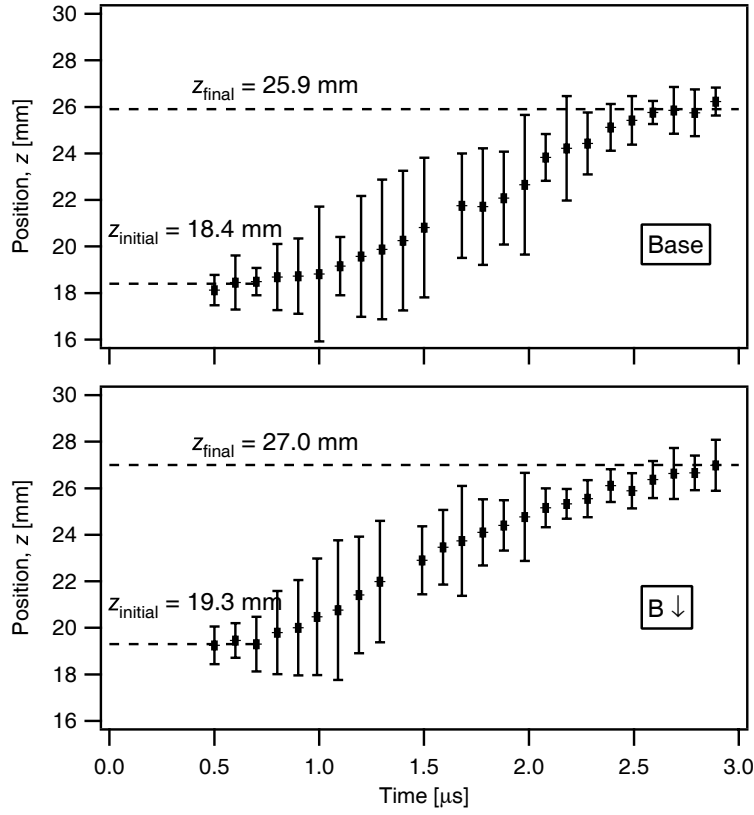 30
28
26
24
22
20
18
16
Position, z [mm]
z_final = 25.9 mm
z_initial = 18.4 mm
Base
30
28
26
24
22
20
18
16
Position, z [mm]
z_final = 27.0 mm
z_initial = 19.3 mm
B ↓
0.0 0.5 1.0 1.5 2.0 2.5 3.0
Time [μs]